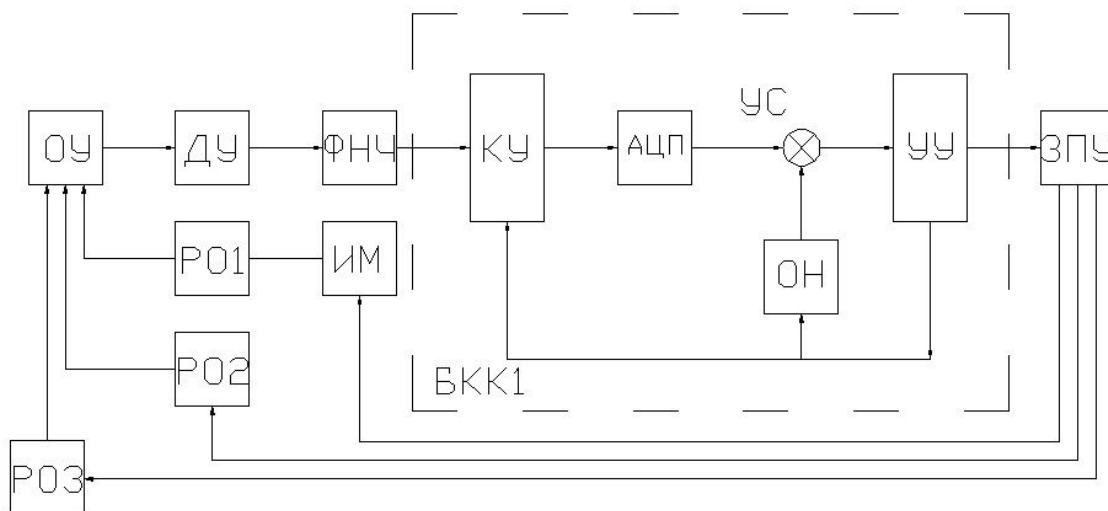 УС
ОУ
ДУ
ФНЧ
КУ
АЦП
УУ
ЗПУ
РО1
ИМ
ОН
РО2
БКК1
РО3